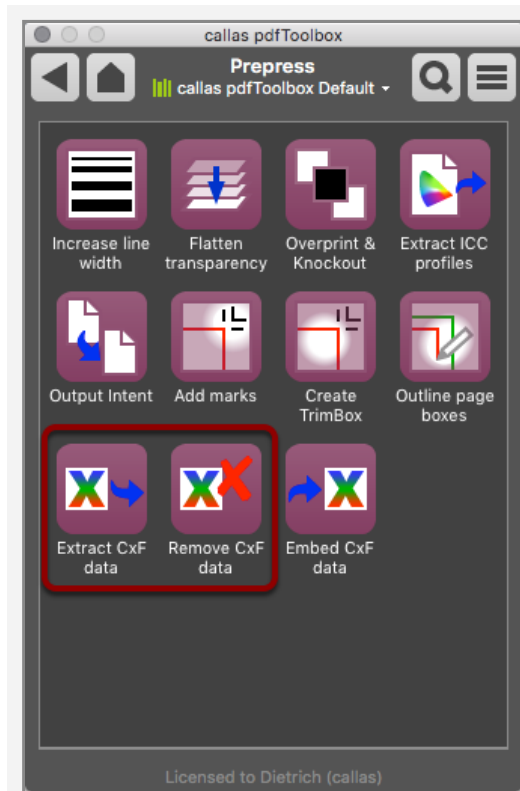 callas pdfToolbox
Prepress
callas pdfToolbox Default
Increase line
width
Flatten
transparency
Overprint &
Knockout
Extract ICC
profiles
Output Intent
Add marks
Create
TrimBox
Outline page
boxes
Extract CxF
data
Remove CxF
data
Embed CxF
data
Licensed to Dietrich (callas)